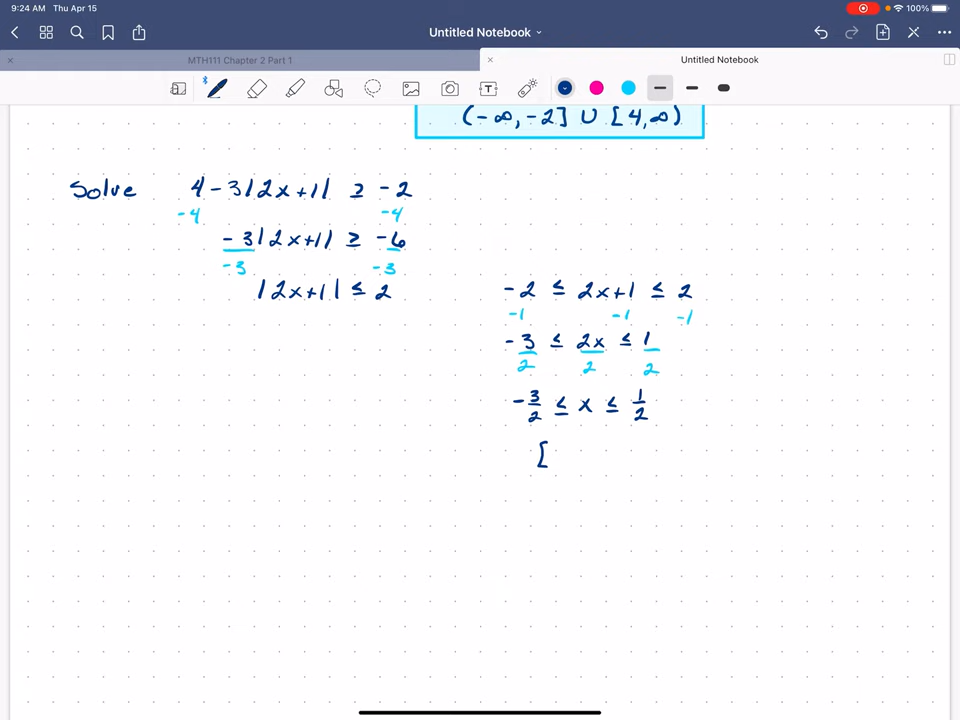 9:24 AM Thu Apr 15
100%
Untitled Notebook
MTH111 Chapter 2 Part 1
Untitled Notebook
(-∞, -2] ∪ [4, ∞)
Solve 4 - 3|2x+1| ≥ -2
-4 -4
-3|2x+1| ≥ -6
-3 -3
|2x+1| ≤ 2
-2 ≤ 2x+1 ≤ 2
-1 -1 -1
-3 ≤ 2x ≤ 1
2 2 2
-3/2 ≤ x ≤ 1/2
[